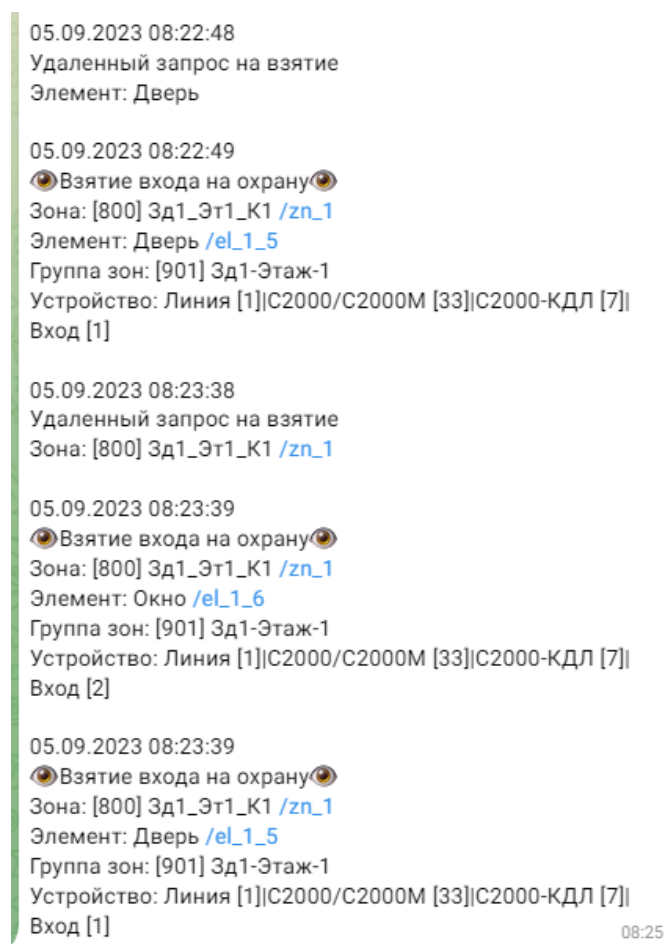 05.09.2023 08:22:48
Удаленный запрос на взятие
Элемент: Дверь
05.09.2023 08:22:49
👁Взятие входа на охрану👁
Зона: [800] Зд1_Эт1_К1 /zn_1
Элемент: Дверь /el_1_5
Группа зон: [901] Зд1-Этаж-1
Устройство: Линия [1]|С2000/С2000М [33]|С2000-КДЛ [7]|
Вход [1]
05.09.2023 08:23:38
Удаленный запрос на взятие
Зона: [800] Зд1_Эт1_К1 /zn_1
05.09.2023 08:23:39
👁Взятие входа на охрану👁
Зона: [800] Зд1_Эт1_К1 /zn_1
Элемент: Окно /el_1_6
Группа зон: [901] Зд1-Этаж-1
Устройство: Линия [1]|С2000/С2000М [33]|С2000-КДЛ [7]|
Вход [2]
05.09.2023 08:23:39
👁Взятие входа на охрану👁
Зона: [800] Зд1_Эт1_К1 /zn_1
Элемент: Дверь /el_1_5
Группа зон: [901] Зд1-Этаж-1
Устройство: Линия [1]|С2000/С2000М [33]|С2000-КДЛ [7]|
Вход [1]
08:25